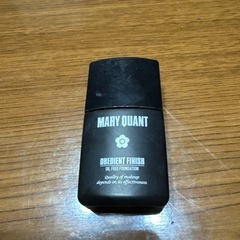 MARY QUANT
OBEDIENT FINISH
OIL FREE FOUNDATION
Quality of makeup
depends on its effectiveness